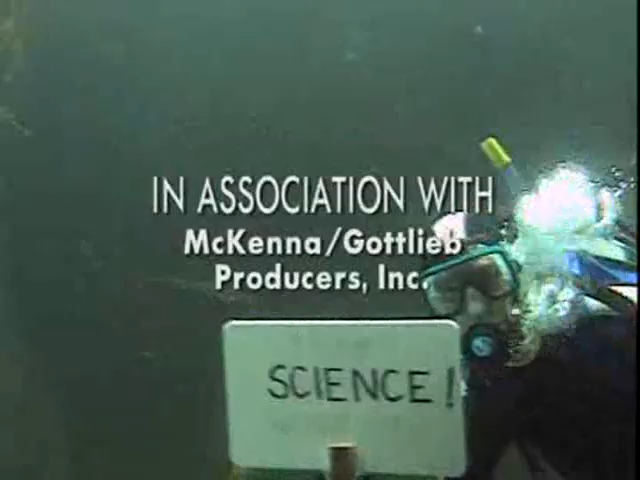 IN ASSOCIATION WITH
McKenna/Gottlieb
Producers, Inc.
SCIENCE!